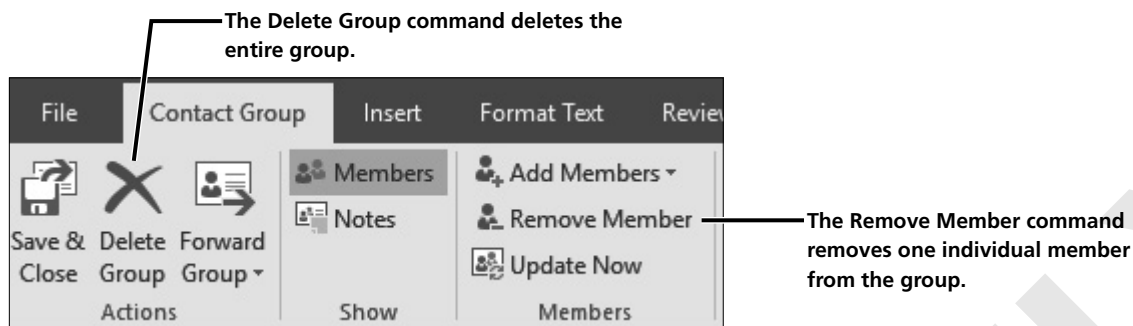 The Delete Group command deletes the
entire group.
File Contact Group Insert Format Text
Save & Close
Delete Group
Forward Group
Actions
Members
Notes
Show
Add Members
Remove Member
Update Now
Members
The Remove Member command
removes one individual member
from the group.